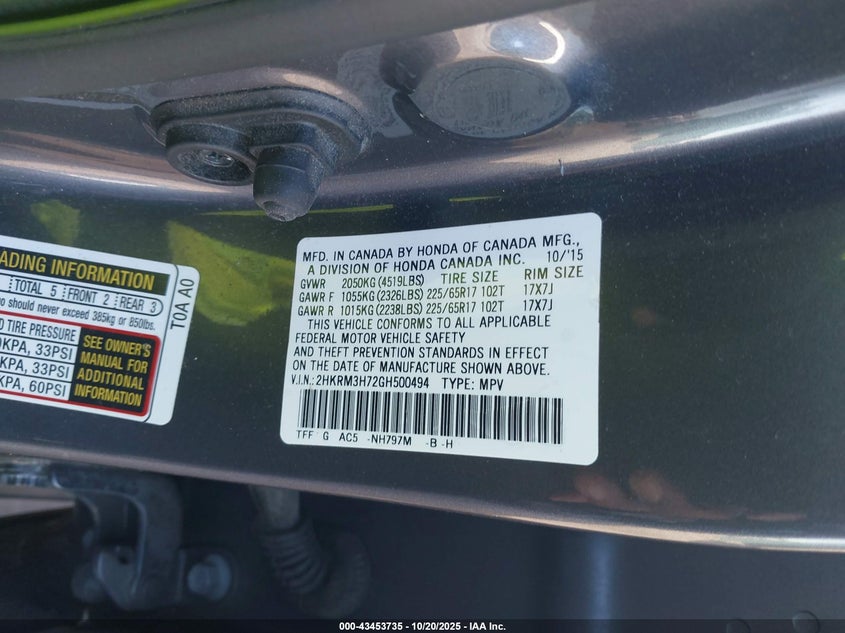 ADING INFORMATION
TOTAL 5 FRONT 2 REAR 3
o should never exceed 385kg or 850lbs.
D TIRE PRESSURE
KPA, 33PSI
KPA, 33PSI
KPA, 60PSI
SEE OWNER'S
MANUAL FOR
ADDITIONAL
INFORMATION
T0A A0
MFD. IN CANADA BY HONDA OF CANADA MFG.,
A DIVISION OF HONDA CANADA INC. 10/'15
GVWR 2050KG (4519LBS) TIRE SIZE RIM SIZE
GAWR F 1055KG (2326LBS) 225/65R17 102T 17X7J
GAWR R 1015KG (2238LBS) 225/65R17 102T 17X7J
THIS VEHICLE CONFORMS TO ALL APPLICABLE
FEDERAL MOTOR VEHICLE SAFETY
AND THEFT PREVENTION STANDARDS IN EFFECT
ON THE DATE OF MANUFACTURE SHOWN ABOVE.
V.I.N.: 2HKRM3H72GH500494 TYPE: MPV
TFF G AC5 -NH797M -B -H
000-43453735 - 10/20/2025 - IAA Inc.